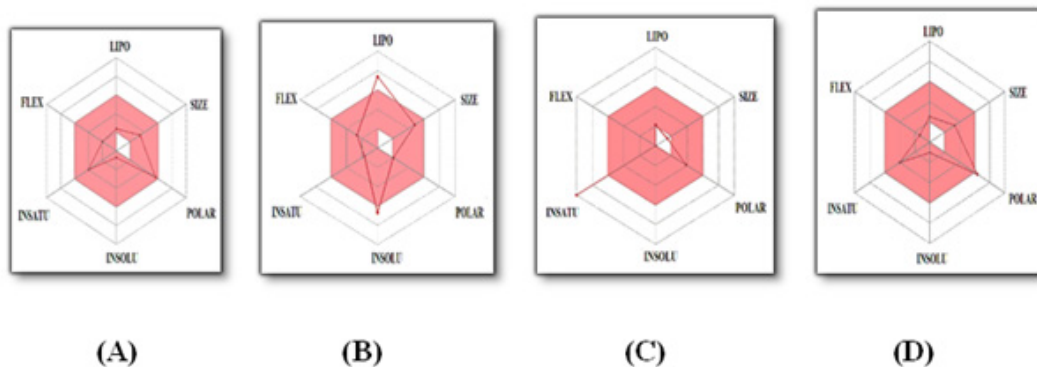 LIPO
FLEX
SIZE
INSATU
POLAR
INSOLU
LIPO
FLEX
SIZE
INSATU
POLAR
INSOLU
LIPO
FLEX
SIZE
INSATU
POLAR
INSOLU
LIPO
FLEX
SIZE
INSATU
POLAR
INSOLU
(A) (B) (C) (D)